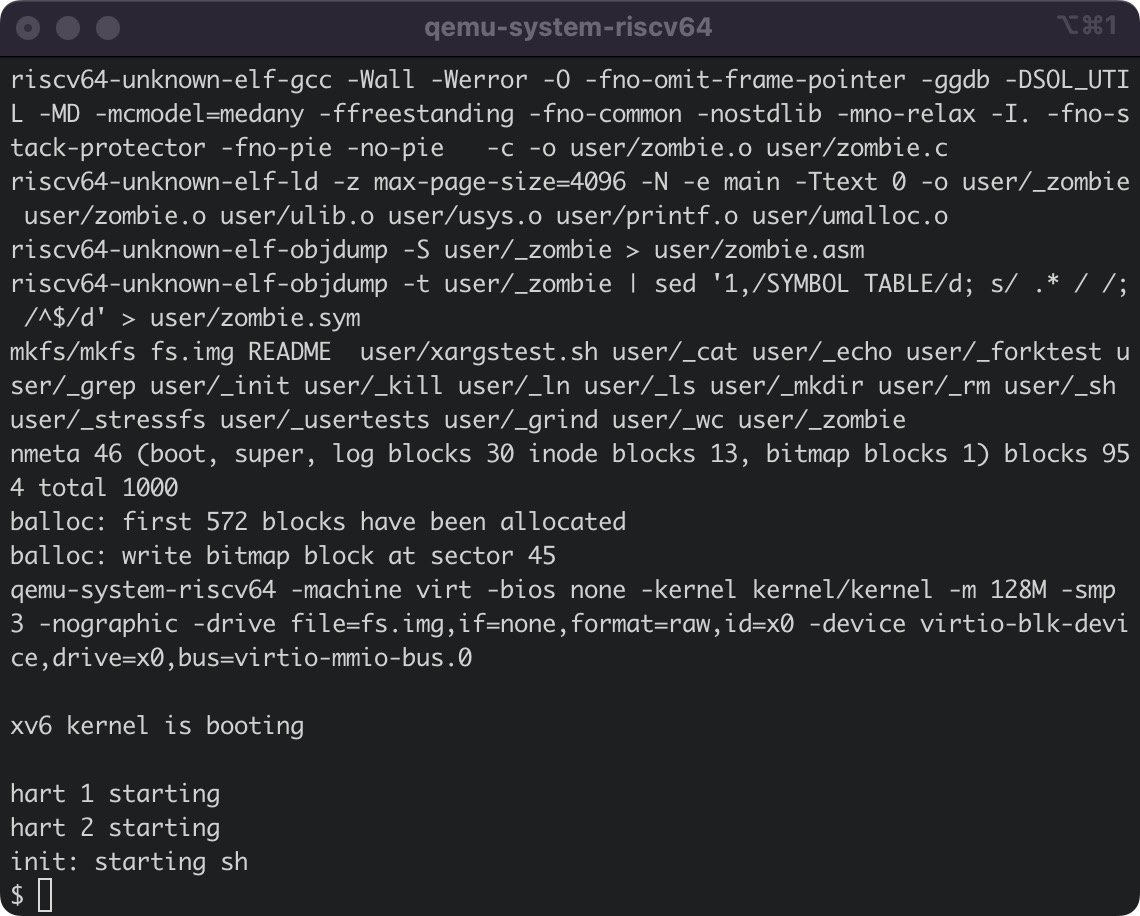 qemu-system-riscv64
⌥⌘1
riscv64-unknown-elf-gcc -Wall -Werror -O -fno-omit-frame-pointer -ggdb -DSOL_UTI
L -MD -mcmodel=medany -ffreestanding -fno-common -nostdlib -mno-relax -I. -fno-s
tack-protector -fno-pie -no-pie   -c -o user/zombie.o user/zombie.c
riscv64-unknown-elf-ld -z max-page-size=4096 -N -e main -Ttext 0 -o user/_zombie
 user/zombie.o user/ulib.o user/usys.o user/printf.o user/umalloc.o
riscv64-unknown-elf-objdump -S user/_zombie > user/zombie.asm
riscv64-unknown-elf-objdump -t user/_zombie | sed '1,/SYMBOL TABLE/d; s/ .* / /;
 /^$/d' > user/zombie.sym
mkfs/mkfs fs.img README  user/xargstest.sh user/_cat user/_echo user/_forktest u
ser/_grep user/_init user/_kill user/_ln user/_ls user/_mkdir user/_rm user/_sh
user/_stressfs user/_usertests user/_grind user/_wc user/_zombie
nmeta 46 (boot, super, log blocks 30 inode blocks 13, bitmap blocks 1) blocks 95
4 total 1000
balloc: first 572 blocks have been allocated
balloc: write bitmap block at sector 45
qemu-system-riscv64 -machine virt -bios none -kernel kernel/kernel -m 128M -smp
3 -nographic -drive file=fs.img,if=none,format=raw,id=x0 -device virtio-blk-devi
ce,drive=x0,bus=virtio-mmio-bus.0

xv6 kernel is booting

hart 1 starting
hart 2 starting
init: starting sh
$